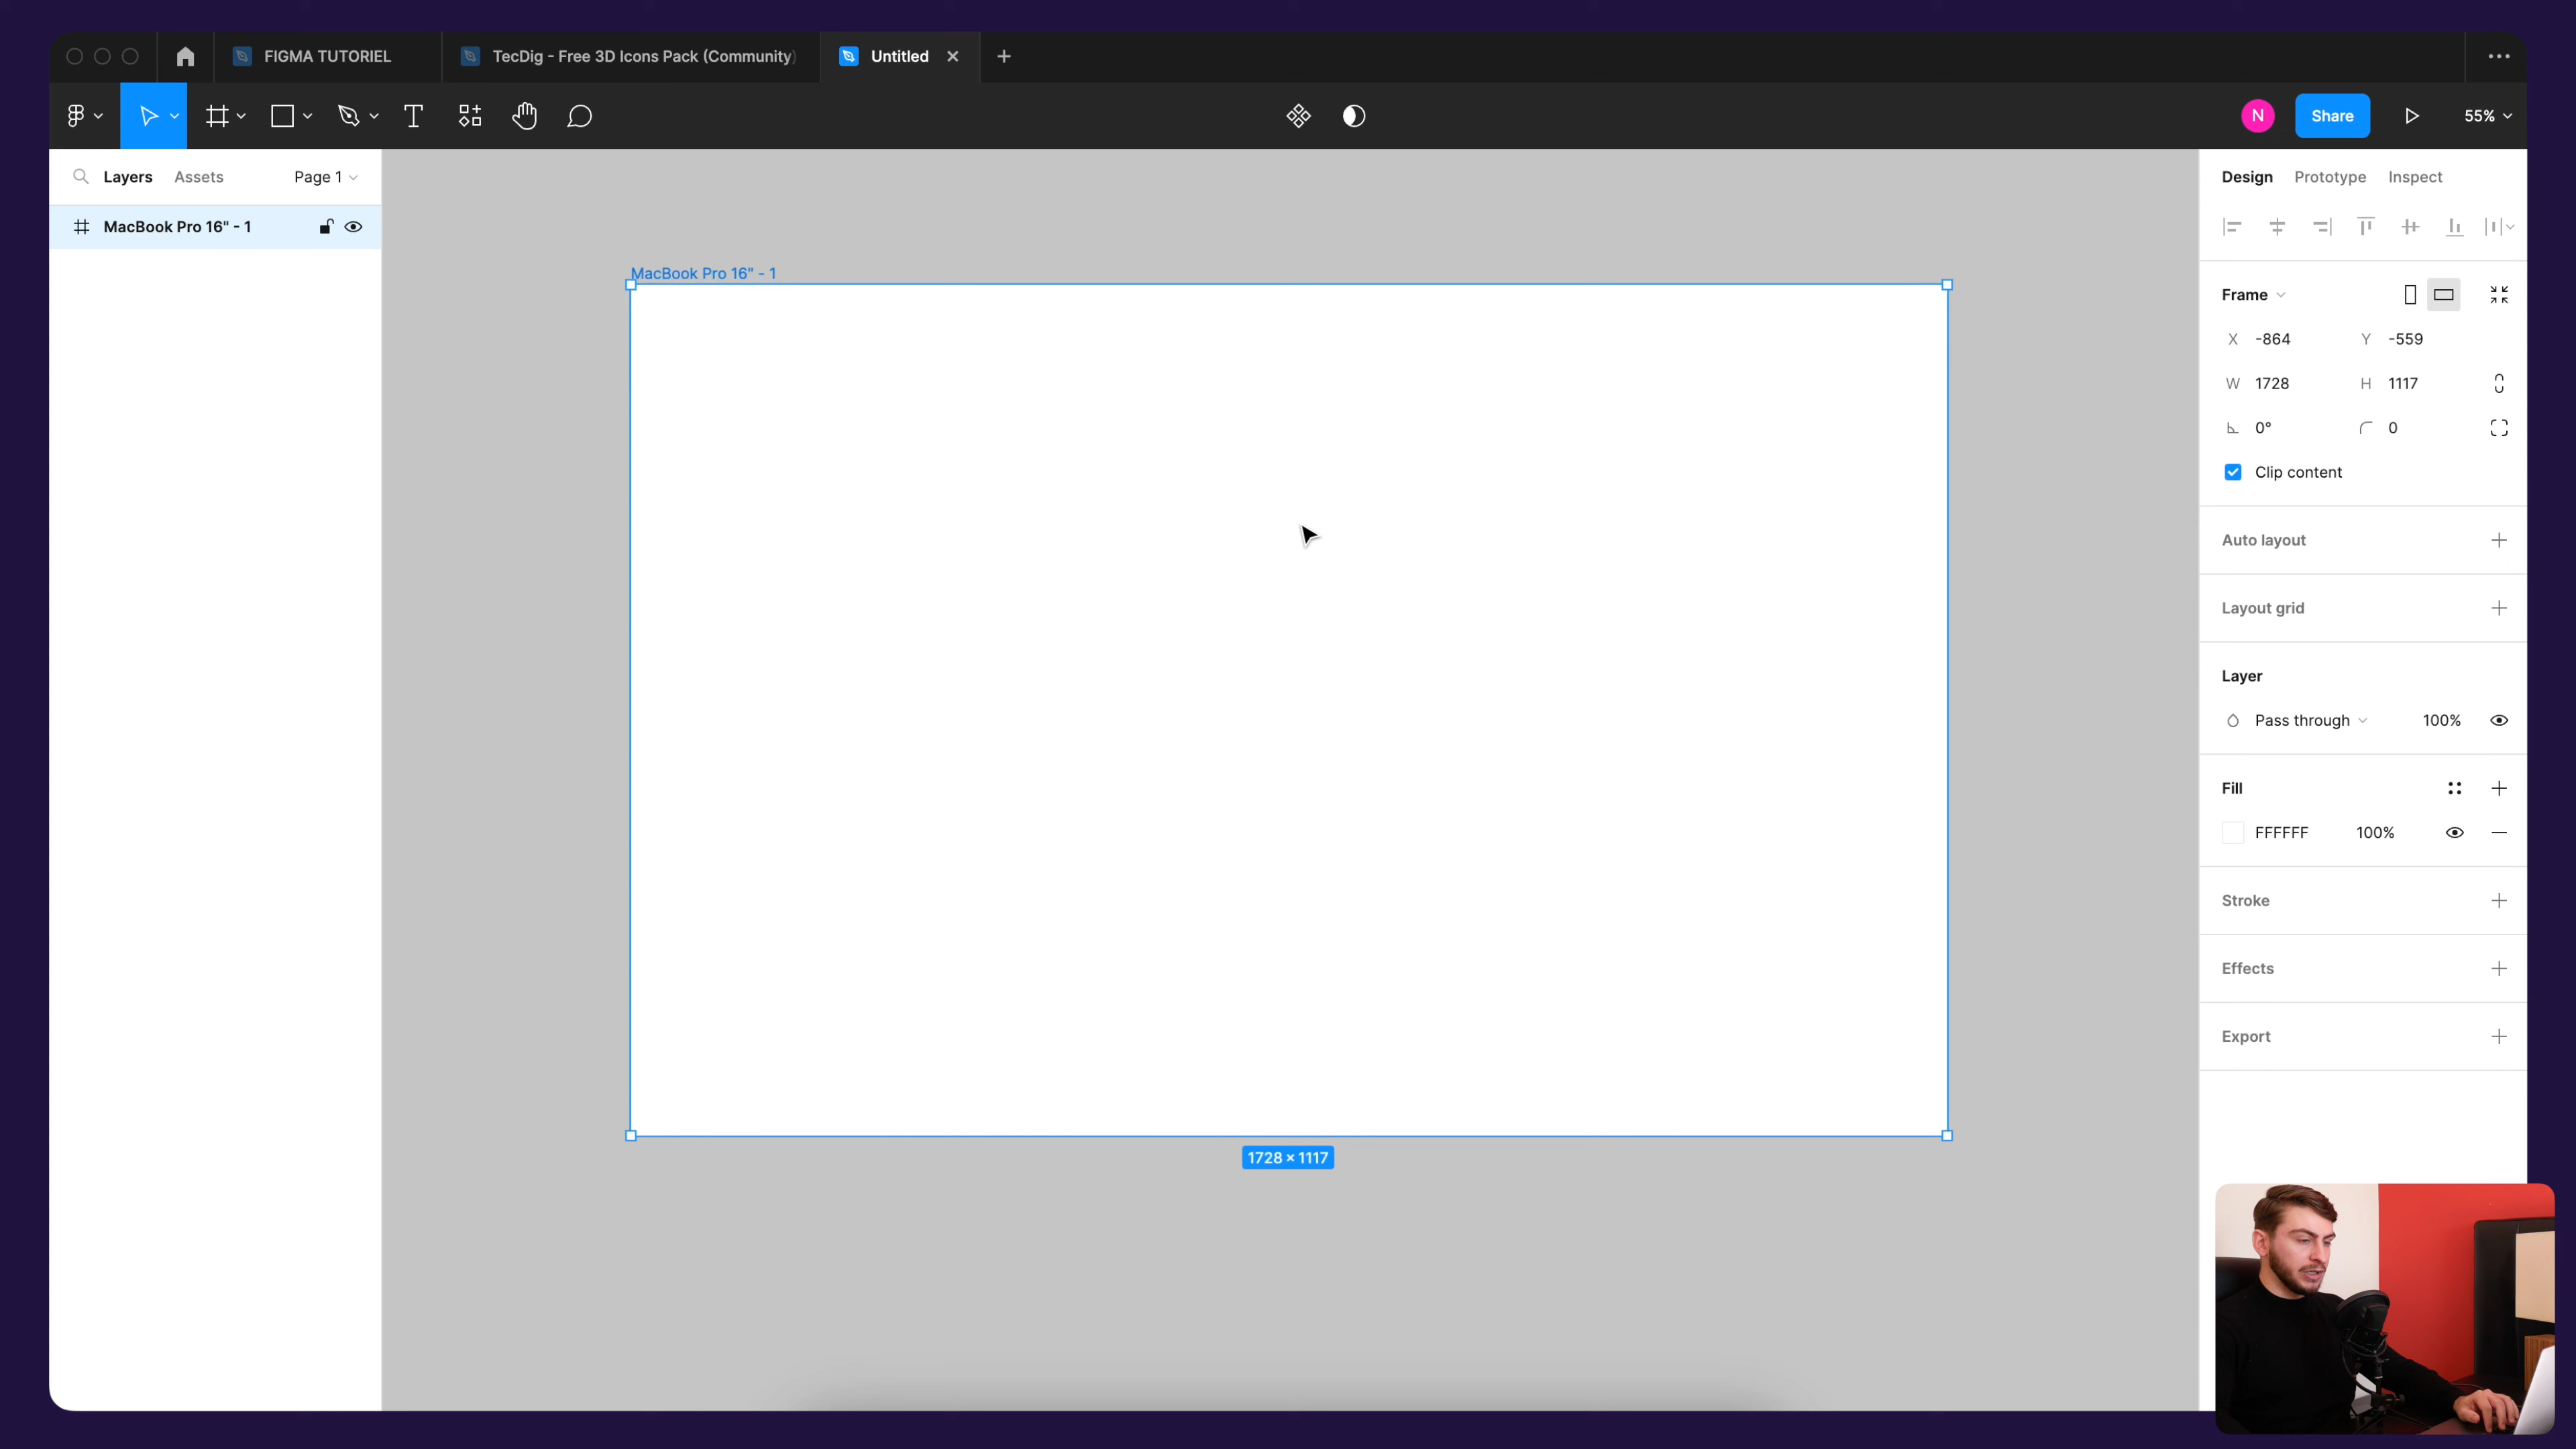 FIGMA TUTORIEL
TecDig - Free 3D Icons Pack (Community)
Untitled
N
Share
55%
Layers
Assets
Page 1
MacBook Pro 16" - 1
MacBook Pro 16" - 1
1728 × 1117
Design
Prototype
Inspect
Frame
X -864
Y -559
W 1728
H 1117
0°
0
Clip content
Auto layout
Layout grid
Layer
Pass through
100%
Fill
FFFFFF
100%
Stroke
Effects
Export